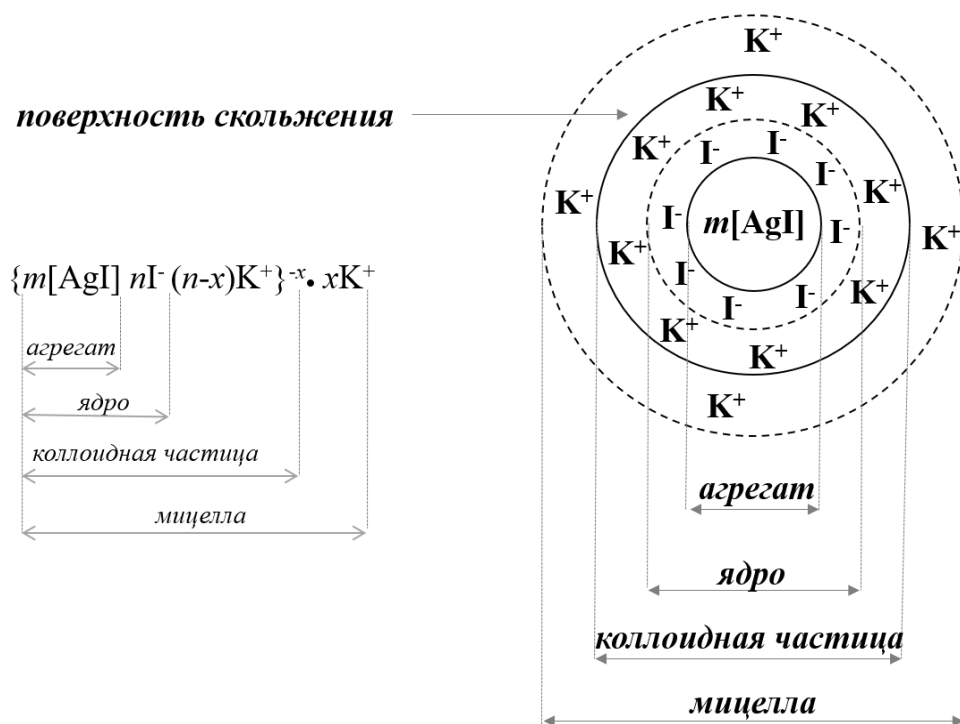 поверхность скольжения
{m[AgI] nI⁻ (n-x)K⁺}⁻ˣ • xK⁺
агрегат
ядро
коллоидная частица
мицелла
K⁺
K⁺
K⁺
K⁺
I⁻
I⁻
I⁻
K⁺
K⁺
I⁻
m[AgI]
I⁻
K⁺
K⁺
I⁻
K⁺
I⁻
I⁻
K⁺
K⁺
K⁺
агрегат
ядро
коллоидная частица
мицелла